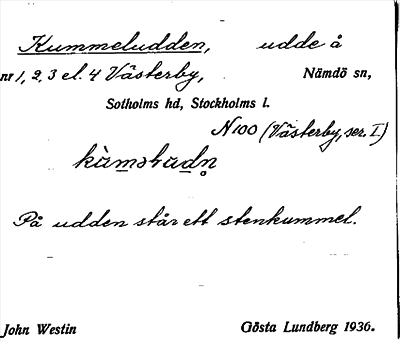 Kummeludden, udde å
nr 1, 2, 3 el. 4 Västerby, Nämdö sn,
Sotholms hd, Stockholms l.
N 100 (Västerby, ser. I)
På udden står ett stenkummel.
John Westin Gösta Lundberg 1936.